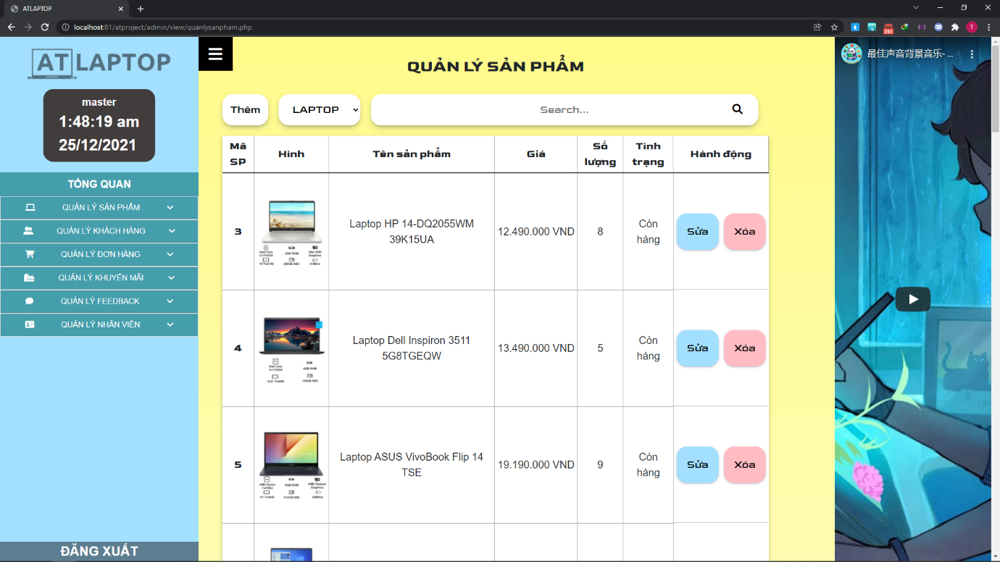 ATLAPTOP
localhost:81/atproject/admin/view/quanlysanpham.php
351
T
ATLAPTOP
master
1:48:19 am
25/12/2021
TỔNG QUAN
QUẢN LÝ SẢN PHẨM
QUẢN LÝ KHÁCH HÀNG
QUẢN LÝ ĐƠN HÀNG
QUẢN LÝ KHUYẾN MÃI
QUẢN LÝ FEEDBACK
QUẢN LÝ NHÂN VIÊN
ĐĂNG XUẤT
QUẢN LÝ SẢN PHẨM
Thêm LAPTOP Search...
Mã SP Hình Tên sản phẩm Giá Số lượng Tình trạng Hành động
3 Laptop HP 14-DQ2055WM 39K15UA 12.490.000 VND 8 Còn hàng Sửa Xóa
4 Laptop Dell Inspiron 3511 5G8TGEQW 13.490.000 VND 5 Còn hàng Sửa Xóa
5 Laptop ASUS VivoBook Flip 14 TSE 19.190.000 VND 9 Còn hàng Sửa Xóa
最佳声音背景音乐- ...